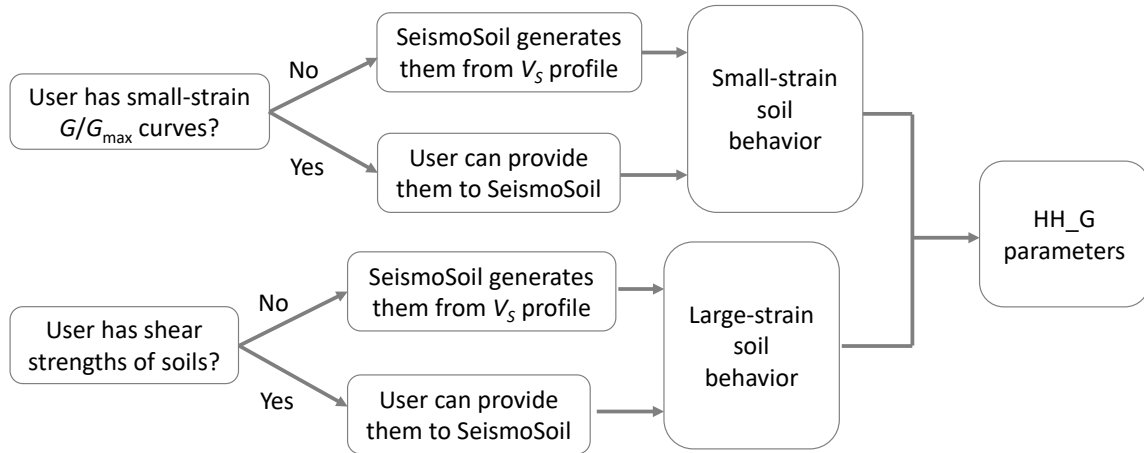 User has small-strain
G/Gmax curves?
No
Yes
SeismoSoil generates
them from VS profile
User can provide
them to SeismoSoil
Small-strain
soil
behavior
User has shear
strengths of soils?
No
Yes
SeismoSoil generates
them from VS profile
User can provide
them to SeismoSoil
Large-strain
soil
behavior
HH_G
parameters